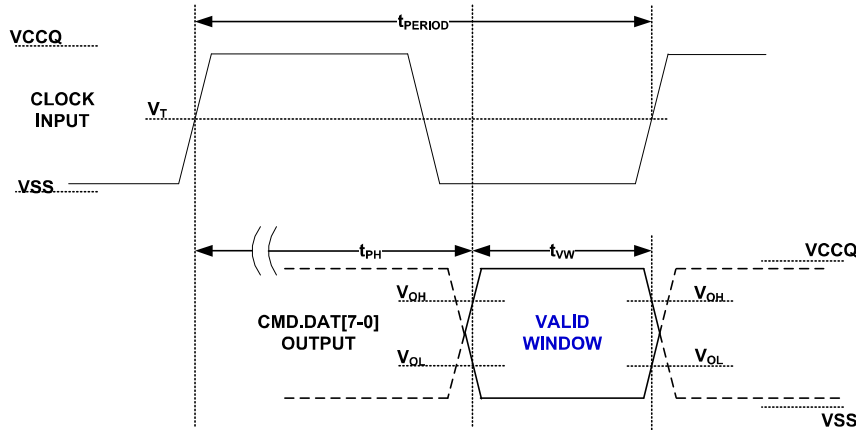 tPERIOD
VCCQ
CLOCK
INPUT
VT
VSS
tPH
tVW
VCCQ
VOH
VOH
CMD.DAT[7-0]
OUTPUT
VALID
WINDOW
VOL
VOL
VSS